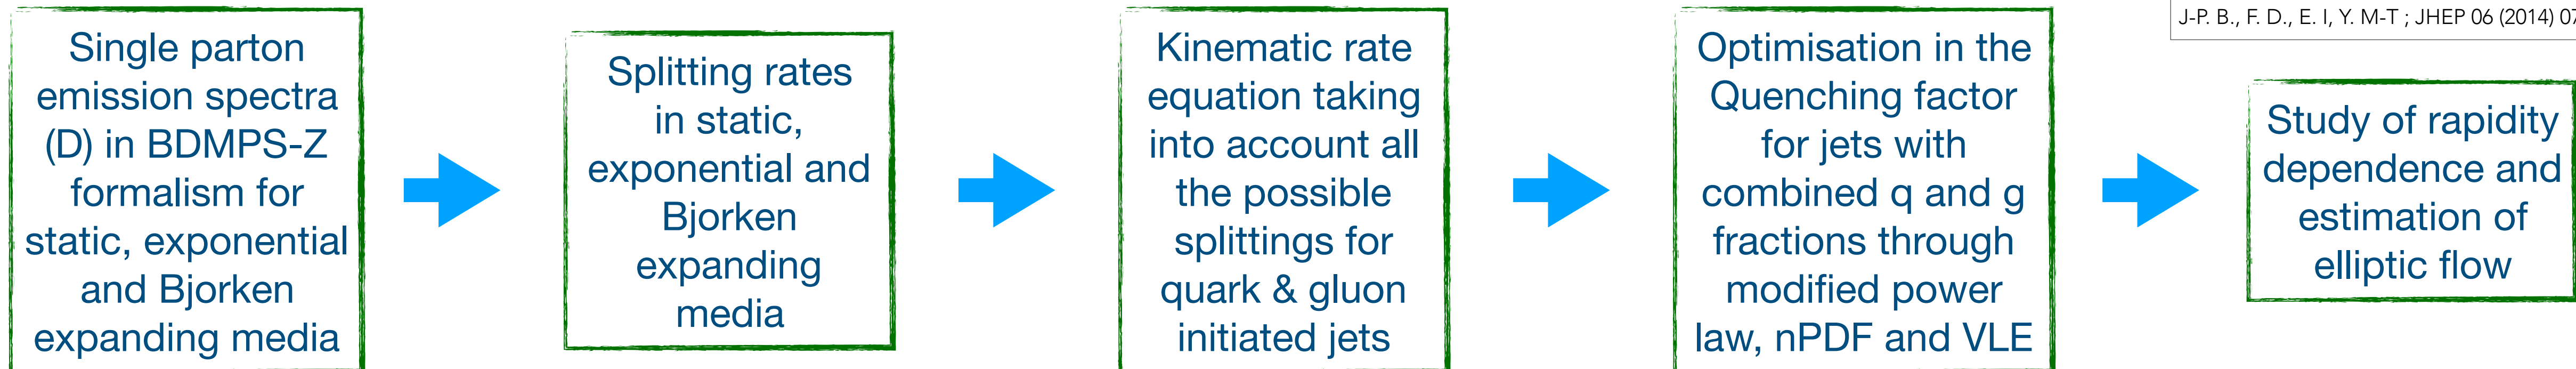 Single parton
emission spectra
(D) in BDMPS-Z
formalism for
static, exponential
and Bjorken
expanding media
Splitting rates
in static,
exponential and
Bjorken
expanding
media
Kinematic rate
equation taking
into account all
the possible
splittings for
quark & gluon
initiated jets
Optimisation in the
Quenching factor
for jets with
combined q and g
fractions through
modified power
law, nPDF and VLE
J-P. B., F. D., E. I, Y. M-T ; JHEP 06 (2014) 07
Study of rapidity
dependence and
estimation of
elliptic flow